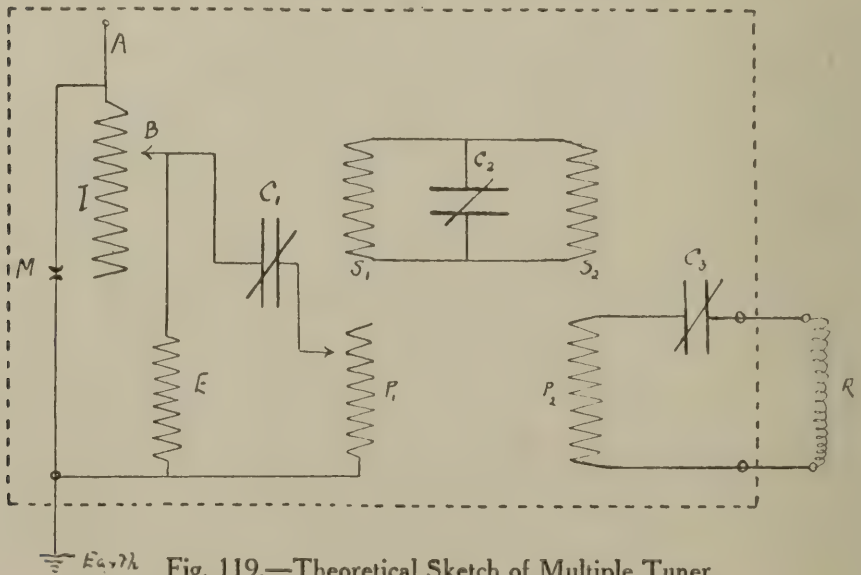 A
B
I
C₁
C₂
M
S₁
S₂
C₃
E
P₁
P₂
R
Earth
Fig. 119.—Theoretical Sketch of Multiple Tuner